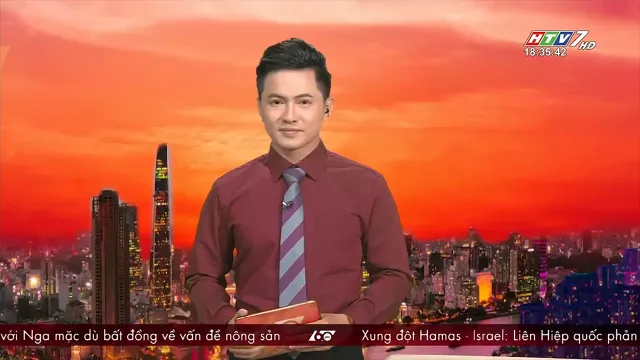 HTV7 HD
18:35:42
với Nga mặc dù bất đồng về vấn đề nông sản 60 Xung đột Hamas - Israel: Liên Hiệp quốc phản